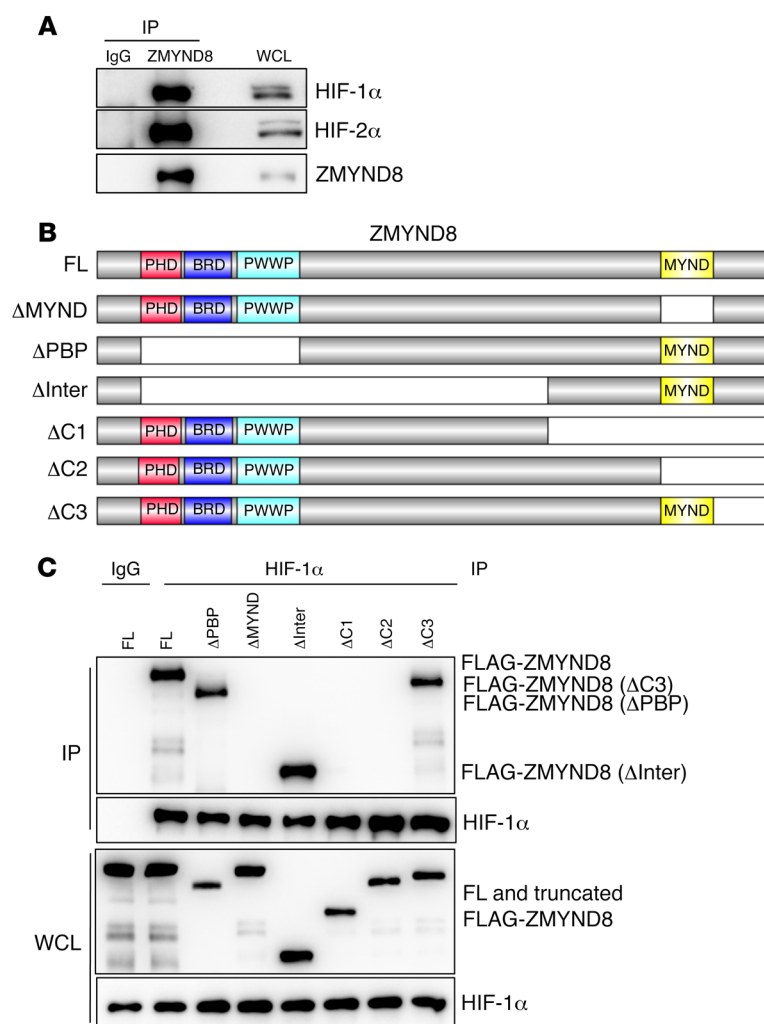 A
IP
IgG ZMYND8 WCL
HIF-1α
HIF-2α
ZMYND8
B
ZMYND8
FL PHD BRD PWWP MYND
ΔMYND PHD BRD PWWP
ΔPBP MYND
ΔInter MYND
ΔC1 PHD BRD PWWP
ΔC2 PHD BRD PWWP
ΔC3 PHD BRD PWWP MYND
C
IgG HIF-1α IP
FL FL ΔPBP ΔMYND ΔInter ΔC1 ΔC2 ΔC3
IP
FLAG-ZMYND8
FLAG-ZMYND8 (ΔC3)
FLAG-ZMYND8 (ΔPBP)
FLAG-ZMYND8 (ΔInter)
HIF-1α
WCL
FL and truncated
FLAG-ZMYND8
HIF-1α